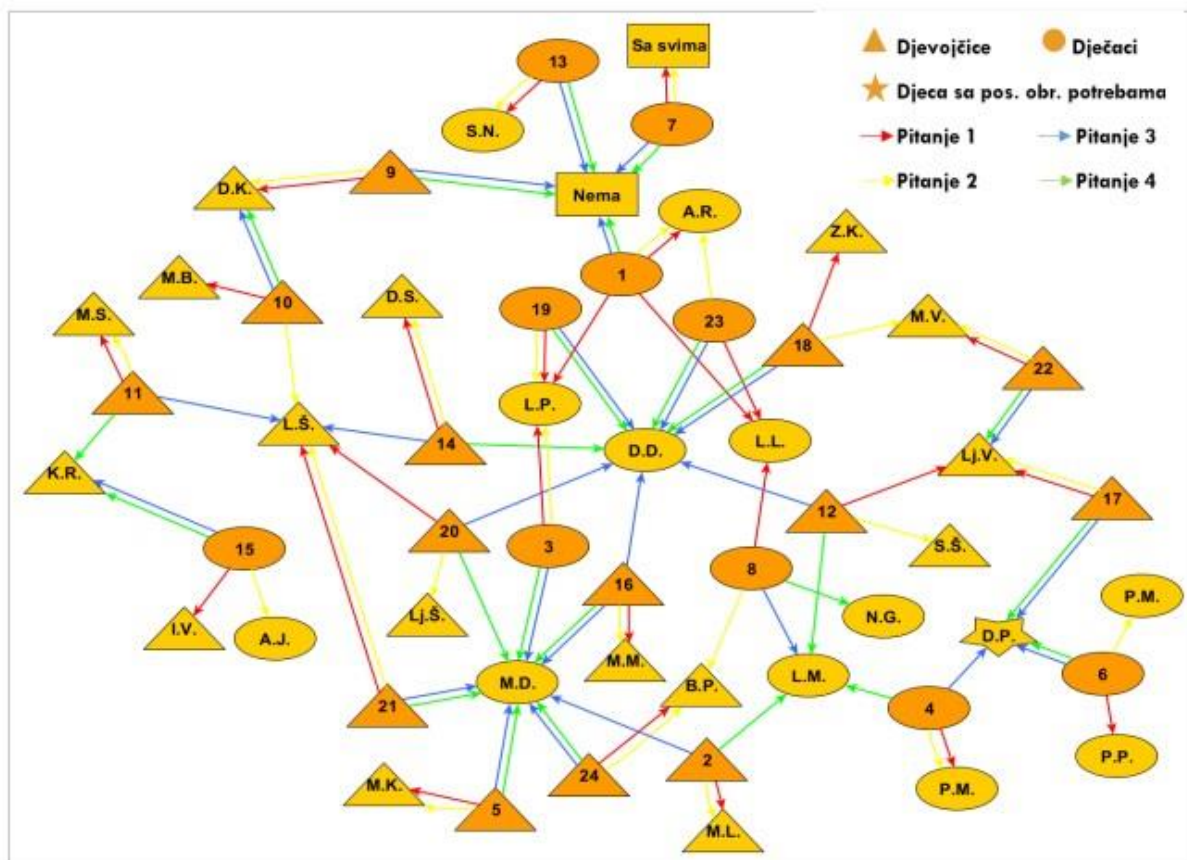 Djevojčice
Dječaci
Djeca sa pos. obr. potrebama
Pitanje 1
Pitanje 3
Pitanje 2
Pitanje 4
Sa svima
13
7
S.N.
9
D.K.
Nema
A.R.
Z.K.
M.B.
10
D.S.
1
19
23
M.S.
M.V.
18
22
11
L.P.
L.Š.
14
D.D.
L.L.
Lj.V.
K.R.
17
12
20
3
15
S.Š.
16
8
P.M.
Lj.Š.
N.G.
I.V.
A.J.
D.P.
M.M.
M.D.
B.P.
L.M.
6
21
4
P.P.
2
24
M.K.
P.M.
5
M.L.